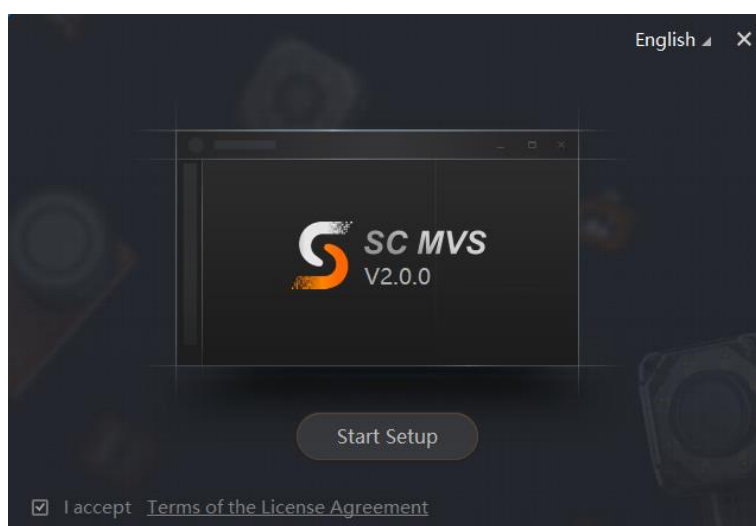 English
SC MVS
V2.0.0
Start Setup
I accept Terms of the License Agreement